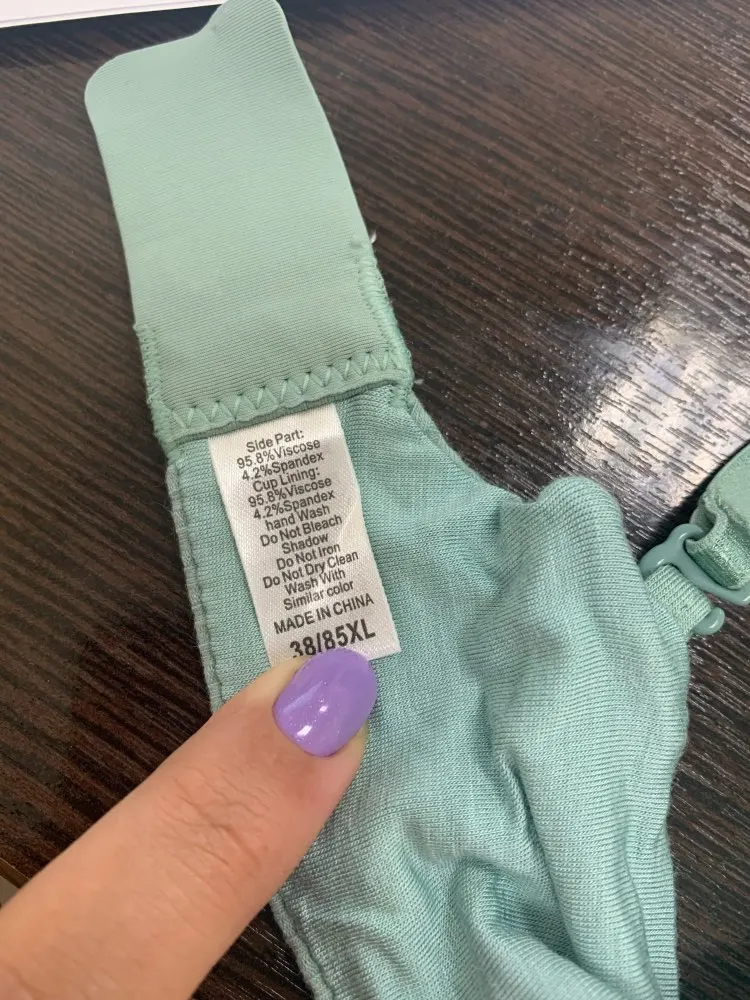 Side Part:
95.8%Viscose
4.2%Spandex
Cup Lining:
95.8%Viscose
4.2%Spandex
hand Wash
Do Not Bleach
Shadow
Do Not Iron
Do Not Dry Clean
Wash With
Similar color
MADE IN CHINA
38/85XL